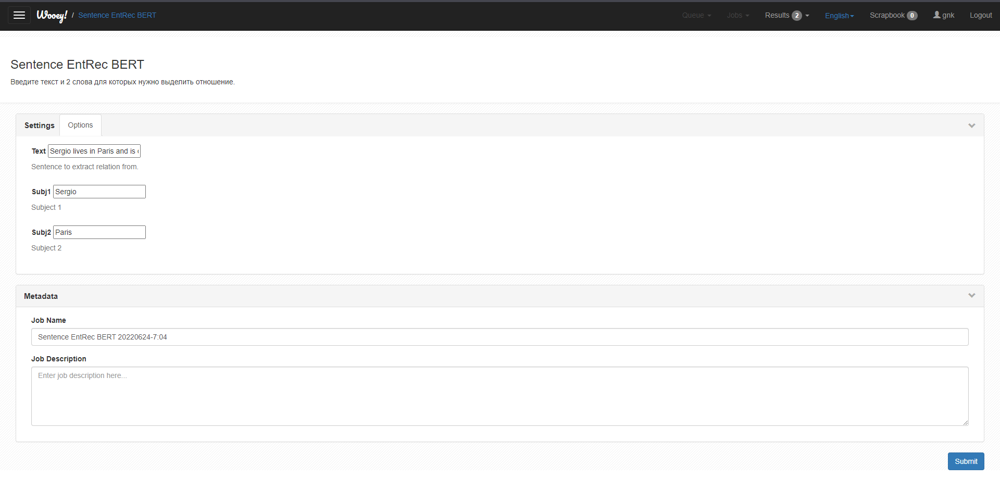 Wooey! / Sentence EntRec BERT Queue Jobs Results 2 English Scrapbook 0 gnk Logout
Sentence EntRec BERT
Введите текст и 2 слова для которых нужно выделить отношение.
Settings Options
Text Sergio lives in Paris and is
Sentence to extract relation from.
Subj1 Sergio
Subject 1
Subj2 Paris
Subject 2
Metadata
Job Name
Sentence EntRec BERT 20220624-7:04
Job Description
Enter job description here...
Submit